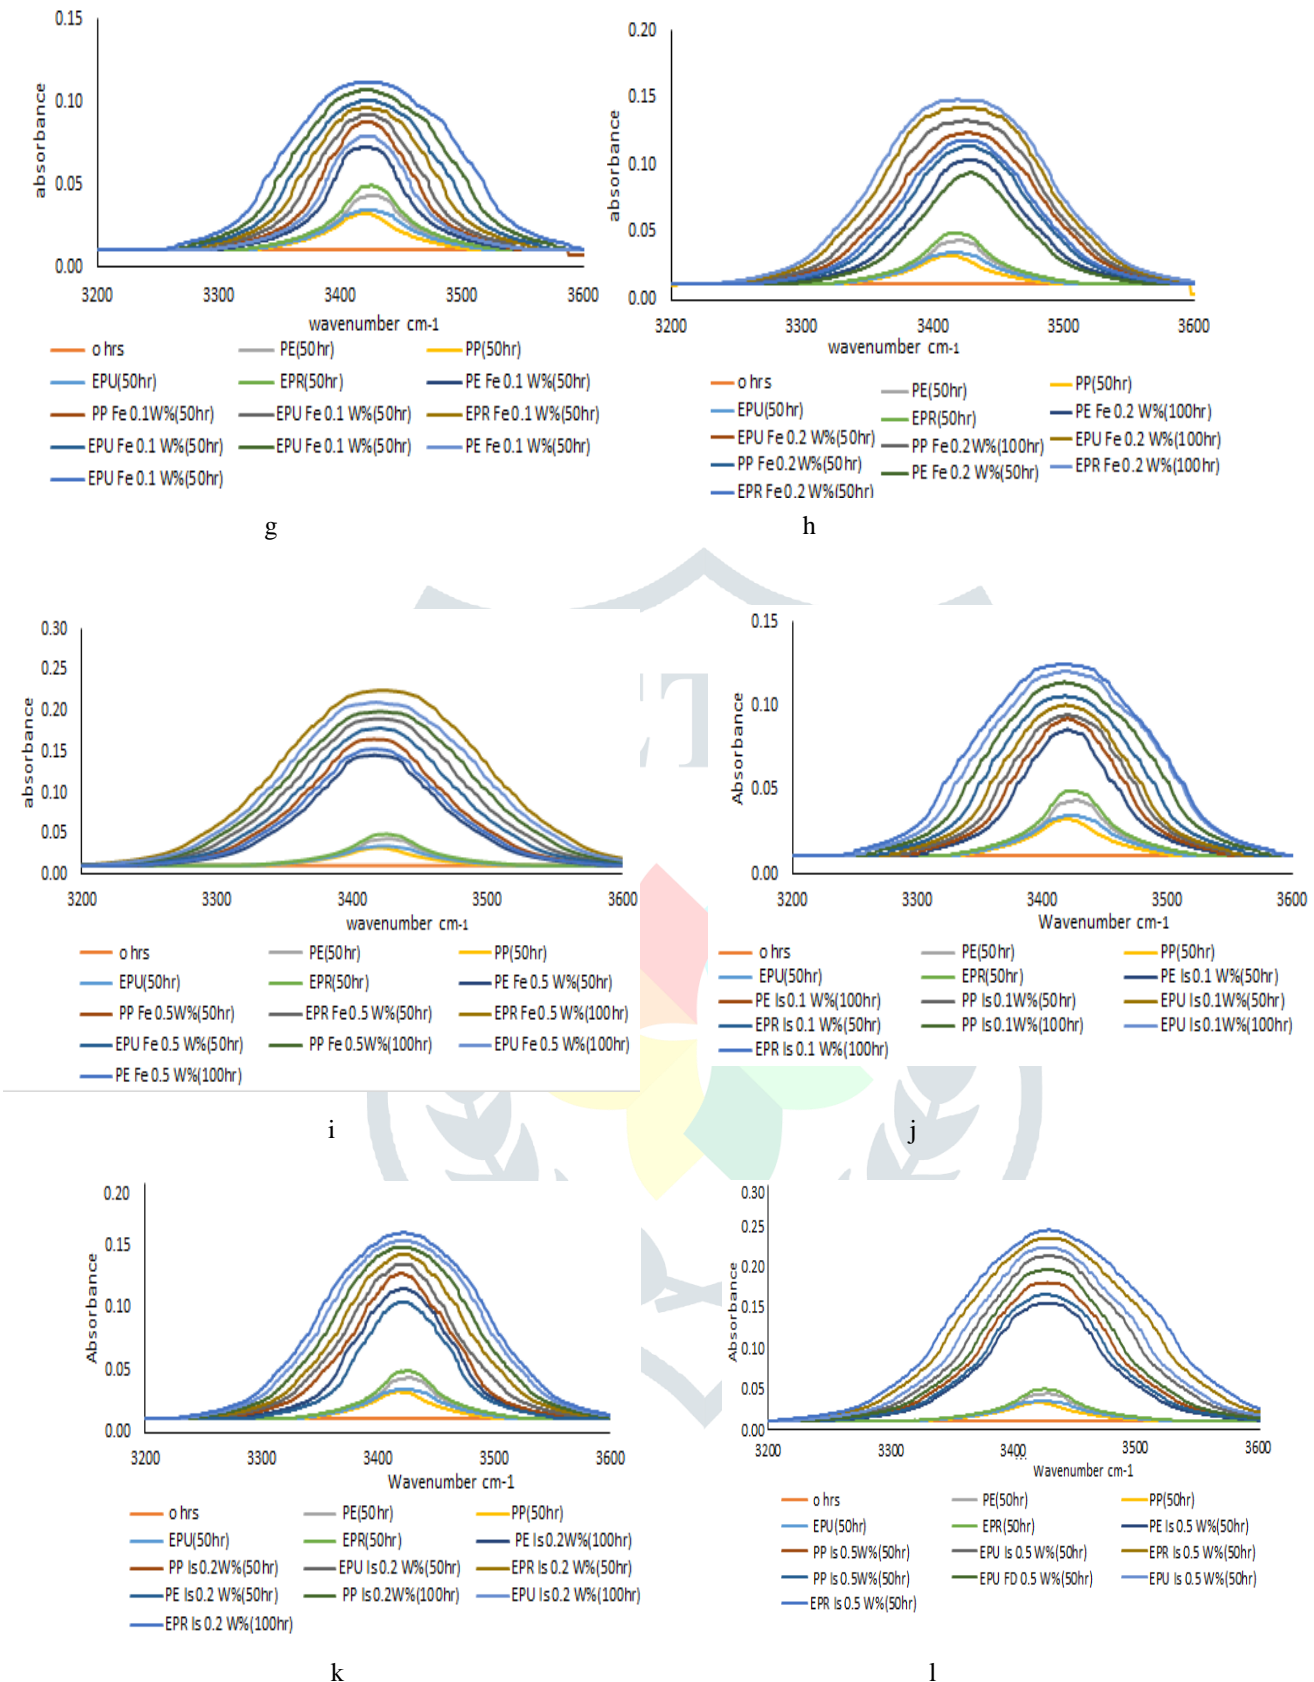 0.15
0.10
0.05
0.00
absorbance
3200 3300 3400 3500 3600
wavenumber cm-1
o hrs PE(50hr) PP(50hr)
EPU(50hr) EPR(50hr) PE Fe 0.1 W%(50hr)
PP Fe 0.1W%(50hr) EPU Fe 0.1 W%(50hr) EPR Fe 0.1 W%(50hr)
EPU Fe 0.1 W%(50hr) EPU Fe 0.1 W%(50hr) PE Fe 0.1 W%(50hr)
EPU Fe 0.1 W%(50hr)
g
0.20
0.15
0.10
0.05
0.00
absorbance
3200 3300 3400 3500 3600
wavenumber cm-1
o hrs PE(50hr) PP(50hr)
EPU(50hr) EPR(50hr) PE Fe 0.2 W%(100hr)
EPU Fe 0.2 W%(50hr) PP Fe 0.2W%(100hr) EPU Fe 0.2 W%(100hr)
PP Fe 0.2W%(50hr) PE Fe 0.2 W%(50hr) EPR Fe 0.2 W%(100hr)
EPR Fe 0.2 W%(50hr)
h
0.30
0.25
0.20
0.15
0.10
0.05
0.00
absorbance
3200 3300 3400 3500 3600
wavenumber cm-1
o hrs PE(50hr) PP(50hr)
EPU(50hr) EPR(50hr) PE Fe 0.5 W%(50hr)
PP Fe 0.5W%(50hr) EPR Fe 0.5 W%(50hr) EPR Fe 0.5 W%(100hr)
EPU Fe 0.5 W%(50hr) PP Fe 0.5W%(100hr) EPU Fe 0.5 W%(100hr)
PE Fe 0.5 W%(100hr)
i
0.15
0.10
0.05
0.00
Absorbance
3200 3300 3400 3500 3600
Wavenumber cm-1
o hrs PE(50hr) PP(50hr)
EPU(50hr) EPR(50hr) PE Is 0.1 W%(50hr)
PE Is 0.1 W%(100hr) PP Is 0.1W%(50hr) EPU Is 0.1W%(50hr)
EPR Is 0.1 W%(50hr) PP Is 0.1W%(100hr) EPU Is 0.1W%(100hr)
EPR Is 0.1 W%(100hr)
j
0.20
0.15
0.10
0.05
0.00
Absorbance
3200 3300 3400 3500 3600
Wavenumber cm-1
o hrs PE(50hr) PP(50hr)
EPU(50hr) EPR(50hr) PE Is 0.2W%(100hr)
PP Is 0.2W%(50hr) EPU Is 0.2 W%(50hr) EPR Is 0.2 W%(50hr)
PE Is 0.2 W%(50hr) PP Is 0.2W%(100hr) EPU Is 0.2 W%(100hr)
EPR Is 0.2 W%(100hr)
k
0.30
0.25
0.20
0.15
0.10
0.05
0.00
Absorbance
3200 3300 3400 3500 3600
Wavenumber cm-1
o hrs PE(50hr) PP(50hr)
EPU(50hr) EPR(50hr) PE Is 0.5 W%(50hr)
PP Is 0.5W%(50hr) EPU Is 0.5 W%(50hr) EPR Is 0.5 W%(50hr)
PP Is 0.5W%(50hr) EPU FD 0.5 W%(50hr) EPU Is 0.5 W%(50hr)
EPR Is 0.5 W%(50hr)
l